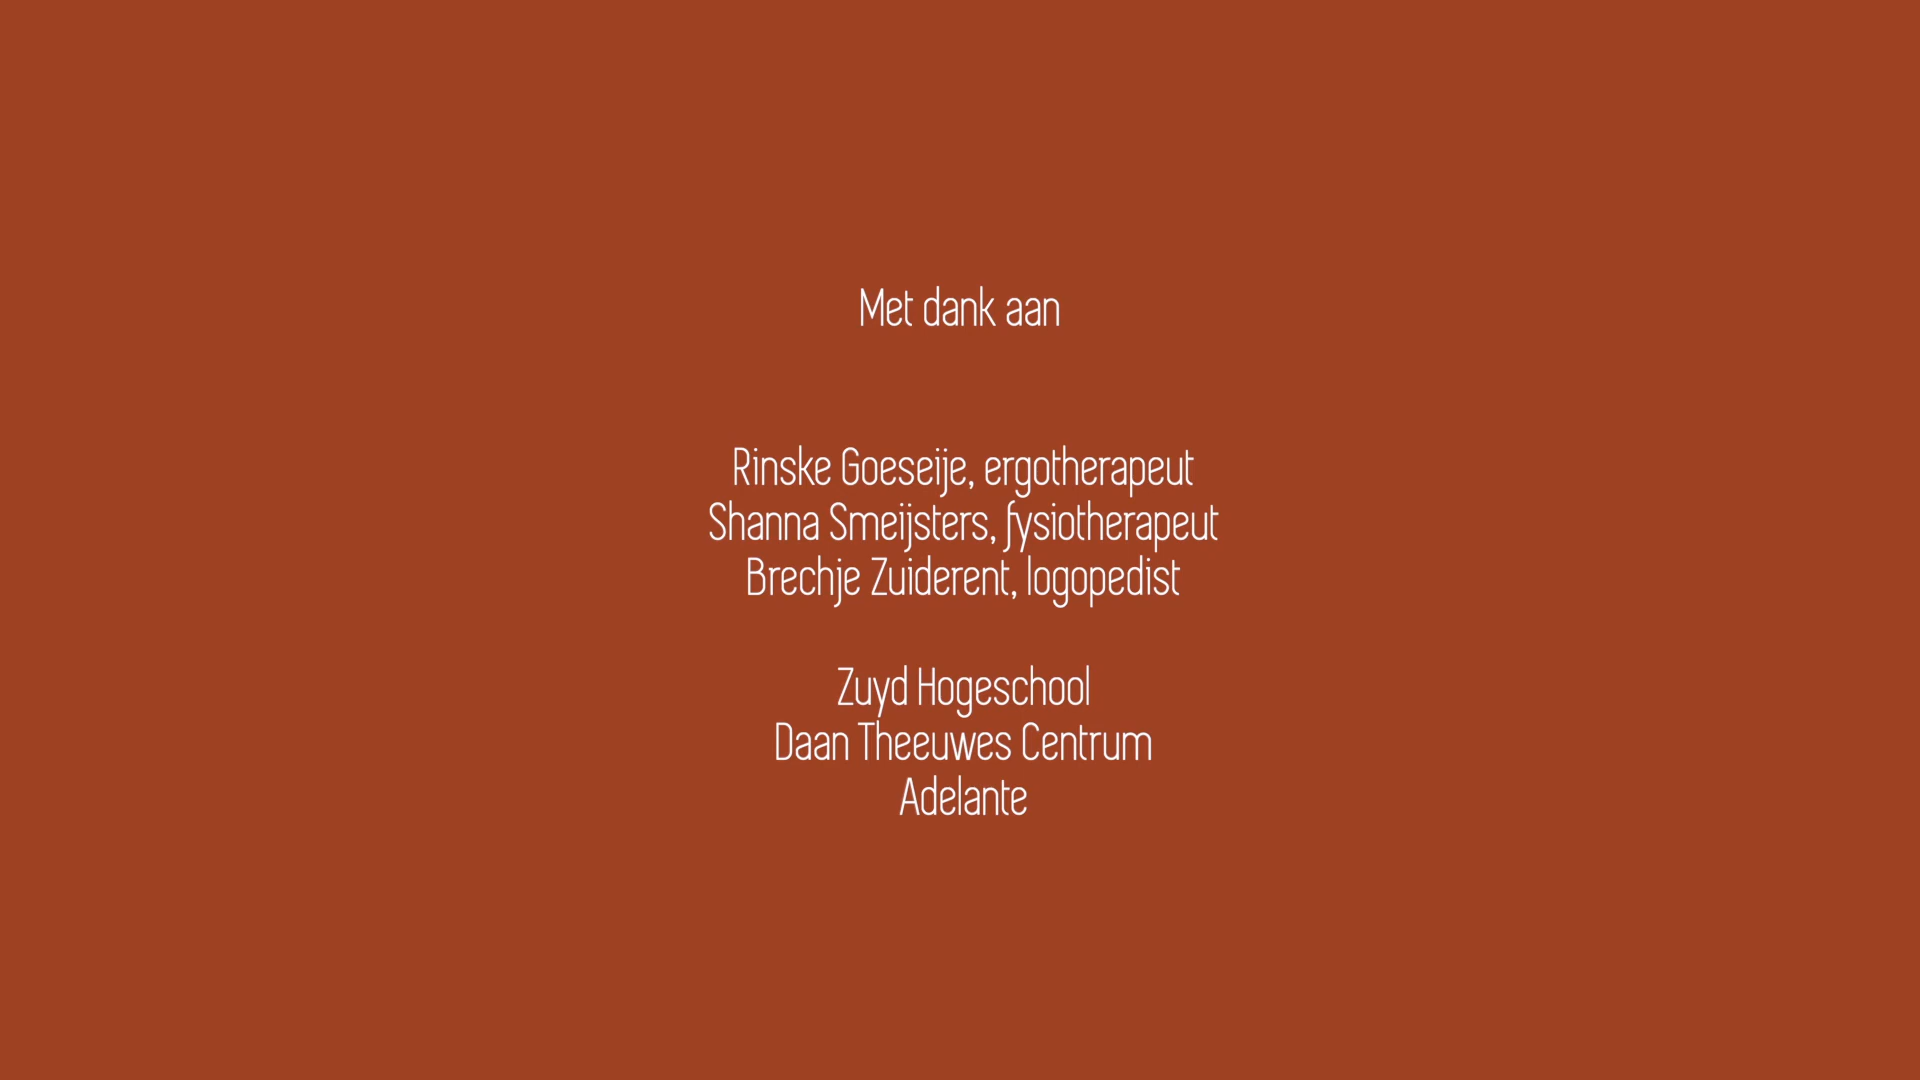 Met dank aan
Rinske Goeseije, ergotherapeut
Shanna Smeijsters, fysiotherapeut
Brechje Zuiderent, logopedist
Zuyd Hogeschool
Daan Theeuwes Centrum
Adelante